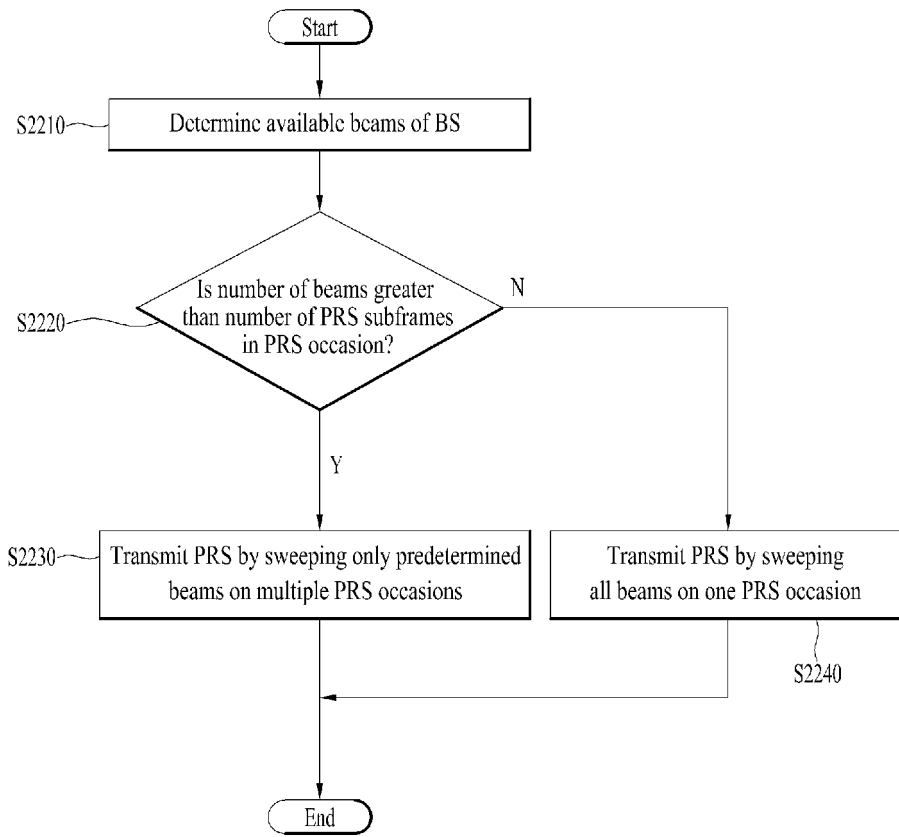 Start
S2210
Determine available beams of BS
S2220
Is number of beams greater
than number of PRS subframes
in PRS occasion?
N
Y
S2230
Transmit PRS by sweeping only predetermined
beams on multiple PRS occasions
Transmit PRS by sweeping
all beams on one PRS occasion
S2240
End